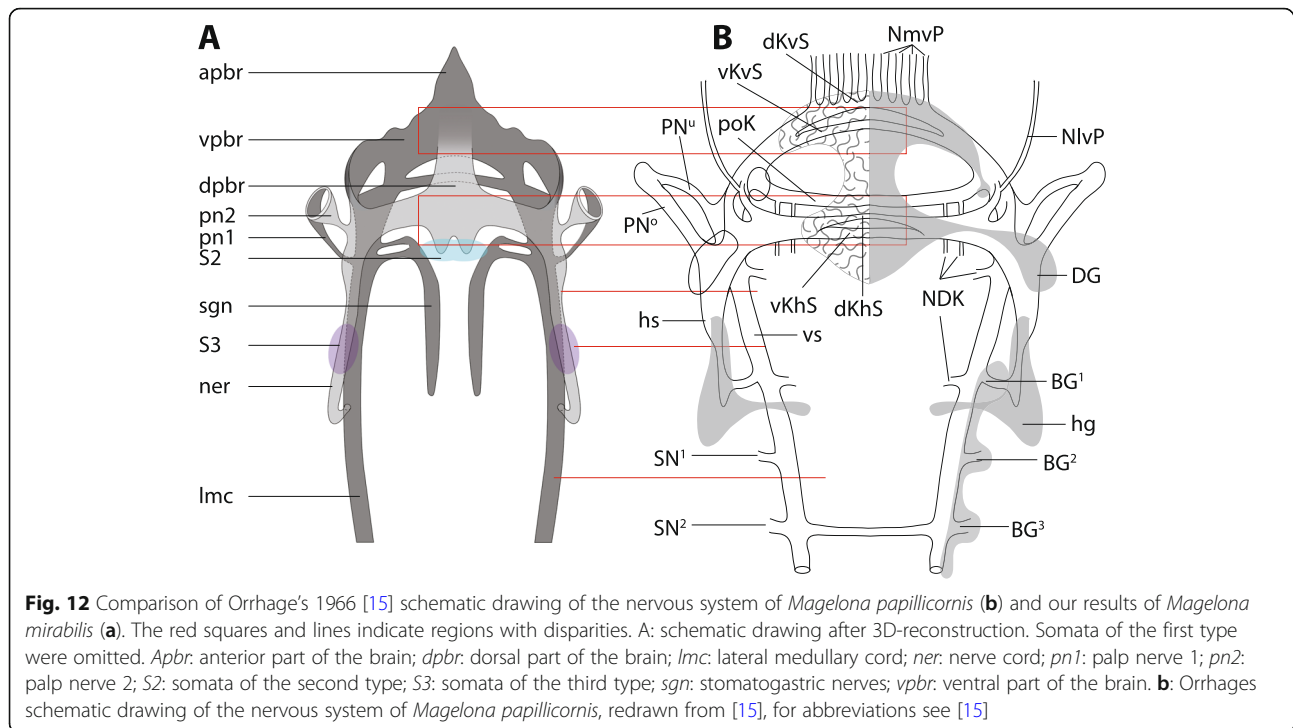 A
apbr
vpbr
dpbr
pn2
pn1
S2
sgn
S3
ner
lmc
B
NmvP
dKvS
vKvS
PNᵘ
poK
NlvP
PNᵒ
DG
vKhS
dKhS
NDK
hs
vs
BG¹
hg
SN¹
BG²
SN²
BG³
Fig. 12 Comparison of Orrhage's 1966 [15] schematic drawing of the nervous system of Magelona papillicornis (b) and our results of Magelona
mirabilis (a). The red squares and lines indicate regions with disparities. A: schematic drawing after 3D-reconstruction. Somata of the first type
were omitted. Apbr: anterior part of the brain; dpbr: dorsal part of the brain; lmc: lateral medullary cord; ner: nerve cord; pn1: palp nerve 1; pn2:
palp nerve 2; S2: somata of the second type; S3: somata of the third type; sgn: stomatogastric nerves; vpbr: ventral part of the brain. b: Orrhages
schematic drawing of the nervous system of Magelona papillicornis, redrawn from [15], for abbreviations see [15]